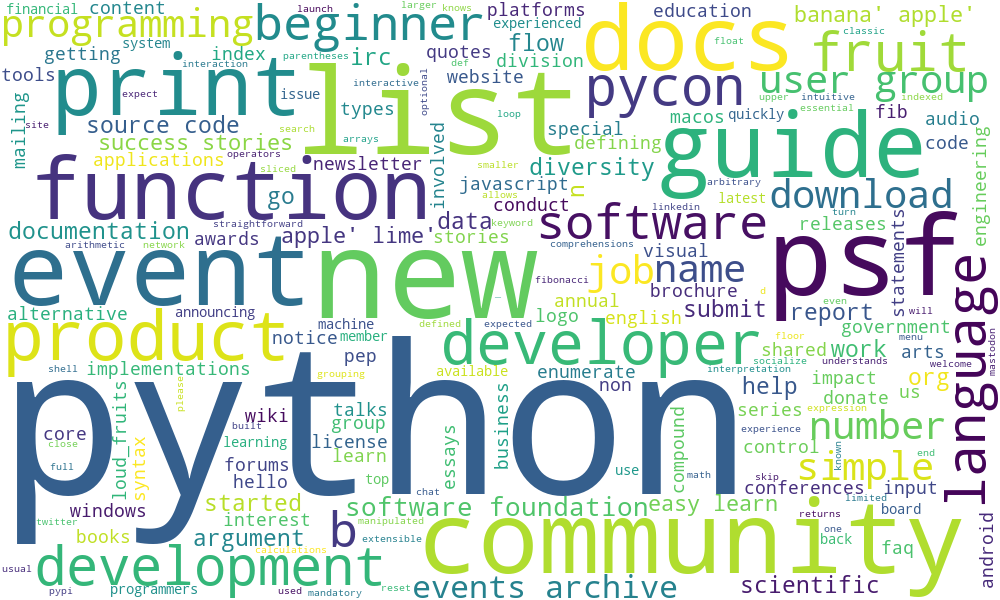 financial
content
programming
beginner
launch
larger
knows
platforms
experienced
education
classic
banana' apple'
system
getting
interaction
index
parentheses
irc
quotes
def
flow
division
docs
float
fruit
tools
print
expect
issue
interactive
types
list
optional
website
loop
pycon
upper
intuitive
essential
indexed
user group
mailing
site
source code
success stories
search
arrays
special
defining
macos
quickly
fib
audio
code
applications
operators
sliced
newsletter
involved
smaller
diversity
javascript
allows
n
guide
arbitrary
latest
linkedin
download
engineering
function
go
straightforward
conduct
data
keyword
software
turn
releases
documentation
arithmetic
network
awards
apple' lime'
stories
comprehensions
visual
psf
statements
event
new
fibonacci
job
name
brochure
d
even
alternative
announcing
logo
annual
english
submit
report
will
language
product
machine
notice
member
defined
expected
developer
floor
socialize
shared
understands
government
work
menu
arts
welcome
mastodon
shell
implementations
please
pep
grouping
available
enumerate
non
interpretation
help
impact
donate
us
org
python
built
wiki
core
close
full
loud_fruits
syntax
learning
forums
hello
talks
group
license
learn
top
essays
business
chat
use
compound
math
series
expression
experience
control
number
known
end
skip
simple
conferences
input
windows
started
software foundation
easy learn
limited
board
returns
twitter
interest
books
argument
b
manipulated
extensible
community
one
back
faq
android
usual
development
calculations
pypi
programmers
used
mandatory
reset
events archive
scientific